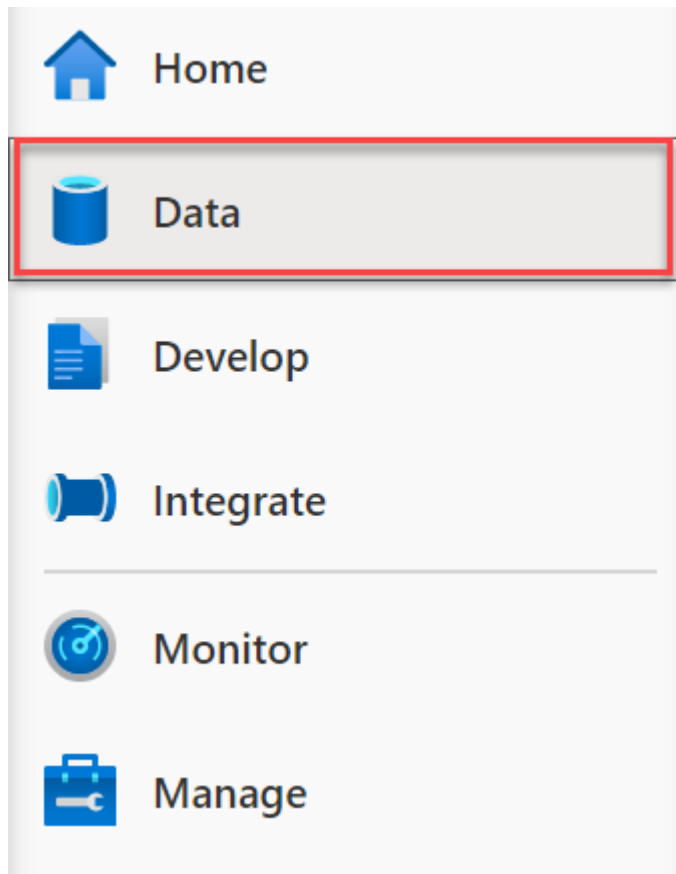 Home
Data
Develop
Integrate
Monitor
Manage